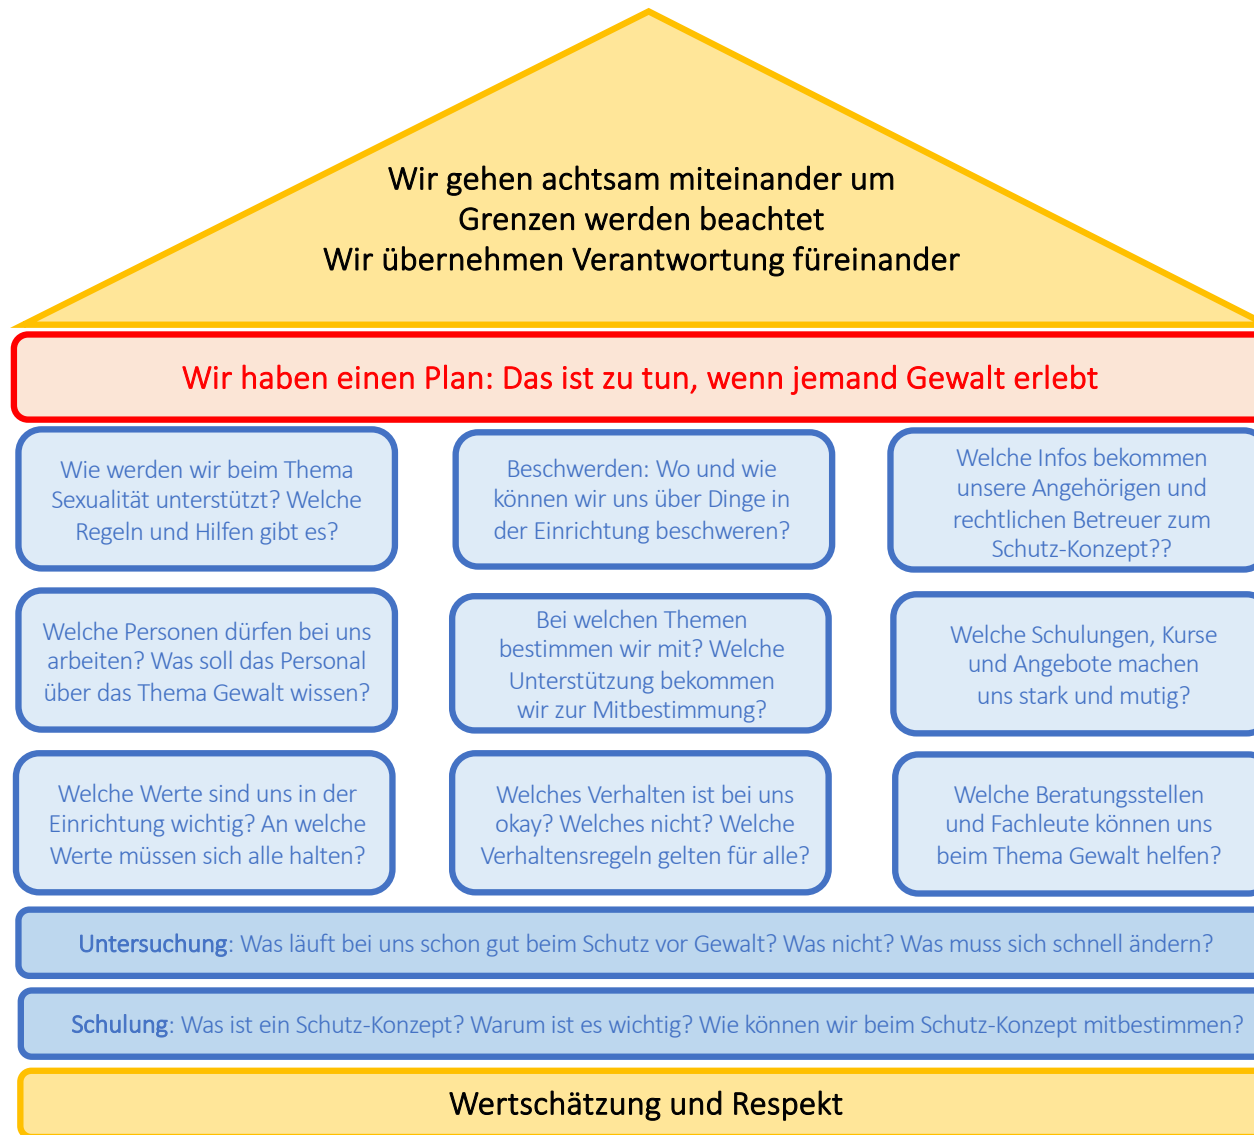 Wir gehen achtsam miteinander um
Grenzen werden beachtet
Wir übernehmen Verantwortung füreinander
Wir haben einen Plan: Das ist zu tun, wenn jemand Gewalt erlebt
Wie werden wir beim Thema
Sexualität unterstützt? Welche
Regeln und Hilfen gibt es?
Beschwerden: Wo und wie
können wir uns über Dinge in
der Einrichtung beschweren?
Welche Infos bekommen
unsere Angehörigen und
rechtlichen Betreuer zum
Schutz-Konzept??
Welche Personen dürfen bei uns
arbeiten? Was soll das Personal
über das Thema Gewalt wissen?
Bei welchen Themen
bestimmen wir mit? Welche
Unterstützung bekommen
wir zur Mitbestimmung?
Welche Schulungen, Kurse
und Angebote machen
uns stark und mutig?
Welche Werte sind uns in der
Einrichtung wichtig? An welche
Werte müssen sich alle halten?
Welches Verhalten ist bei uns
okay? Welches nicht? Welche
Verhaltensregeln gelten für alle?
Welche Beratungsstellen
und Fachleute können uns
beim Thema Gewalt helfen?
Untersuchung: Was läuft bei uns schon gut beim Schutz vor Gewalt? Was nicht? Was muss sich schnell ändern?
Schulung: Was ist ein Schutz-Konzept? Warum ist es wichtig? Wie können wir beim Schutz-Konzept mitbestimmen?
Wertschätzung und Respekt